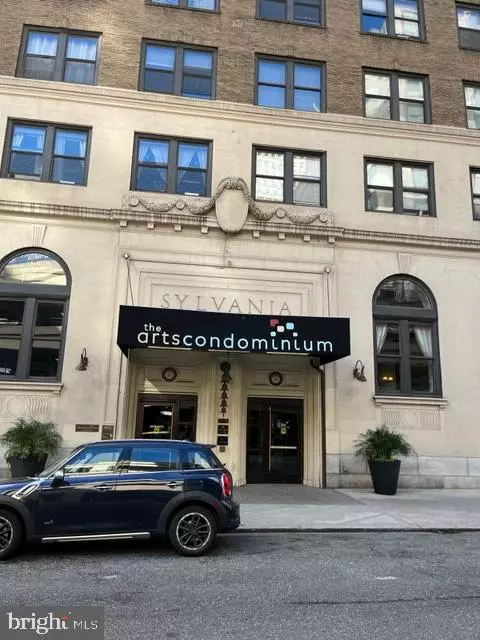 SYLVANIA
the
artscondominium
bright MLS